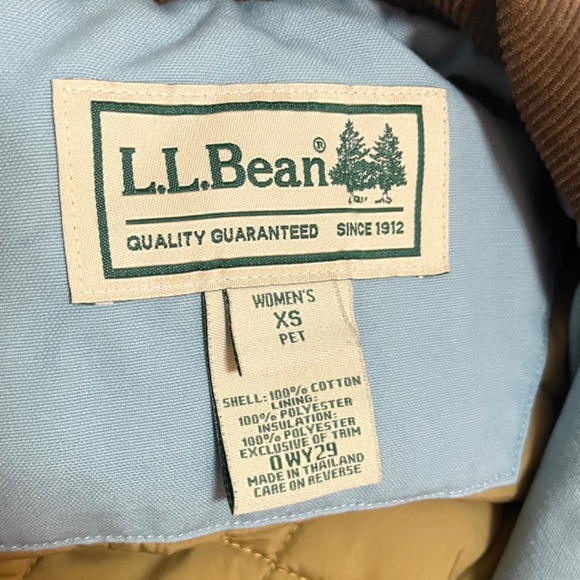 L.L.Bean®
QUALITY GUARANTEED SINCE 1912
WOMEN'S
XS
PET
SHELL: 100% COTTON
LINING:
100% POLYESTER
INSULATION:
100% POLYESTER
EXCLUSIVE OF TRIM
0WY29
MADE IN THAILAND
CARE ON REVERSE